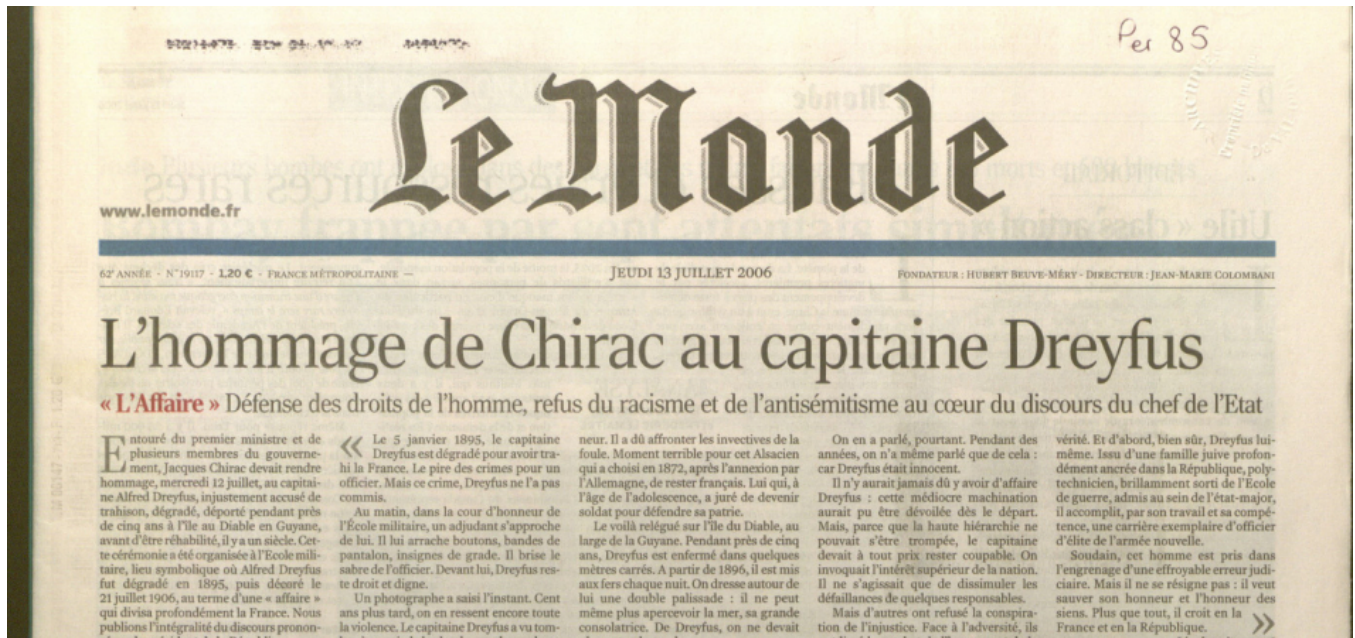 Per 85
Le Monde
www.lemonde.fr
62e ANNÉE - N° 19117 - 1,20 € - FRANCE MÉTROPOLITAINE —
JEUDI 13 JUILLET 2006
FONDATEUR : HUBERT BEUVE-MÉRY - DIRECTEUR : JEAN-MARIE COLOMBANI
L'hommage de Chirac au capitaine Dreyfus
« L'Affaire » Défense des droits de l'homme, refus du racisme et de l'antisémitisme au cœur du discours du chef de l'Etat
Entouré du premier ministre et de
plusieurs membres du gouverne-
ment, Jacques Chirac devait rendre
hommage, mercredi 12 juillet, au capitai-
ne Alfred Dreyfus, injustement accusé de
trahison, dégradé, déporté pendant près
de cinq ans à l'île au Diable en Guyane,
avant d'être réhabilité, il y a un siècle. Cet-
te cérémonie a été organisée à l'Ecole mili-
taire, lieu symbolique où Alfred Dreyfus
fut dégradé en 1895, puis décoré le
21 juillet 1906, au terme d'une « affaire »
qui divisa profondément la France. Nous
publions l'intégralité du discours pronon-
« Le 5 janvier 1895, le capitaine
Dreyfus est dégradé pour avoir tra-
hi la France. Le pire des crimes pour un
officier. Mais ce crime, Dreyfus ne l'a pas
commis.
Au matin, dans la cour d'honneur de
l'École militaire, un adjudant s'approche
de lui. Il lui arrache boutons, bandes de
pantalon, insignes de grade. Il brise le
sabre de l'officier. Devant lui, Dreyfus res-
te droit et digne.
Un photographe a saisi l'instant. Cent
ans plus tard, on en ressent encore toute
la violence. Le capitaine Dreyfus a vu tom-
neur. Il a dû affronter les invectives de la
foule. Moment terrible pour cet Alsacien
qui a choisi en 1872, après l'annexion par
l'Allemagne, de rester français. Lui qui, à
l'âge de l'adolescence, a juré de devenir
soldat pour défendre sa patrie.
Le voilà relégué sur l'île du Diable, au
large de la Guyane. Pendant près de cinq
ans, Dreyfus est enfermé dans quelques
mètres carrés. A partir de 1896, il est mis
aux fers chaque nuit. On dresse autour de
lui une double palissade : il ne peut
même plus apercevoir la mer, sa grande
consolatrice. De Dreyfus, on ne devait
On en a parlé, pourtant. Pendant des
années, on n'a même parlé que de cela :
car Dreyfus était innocent.
Il n'y aurait jamais dû y avoir d'affaire
Dreyfus : cette médiocre machination
aurait pu être dévoilée dès le départ.
Mais, parce que la haute hiérarchie ne
pouvait s'être trompée, le capitaine
devait à tout prix rester coupable. On
invoquait l'intérêt supérieur de la nation.
Il ne s'agissait que de dissimuler les
défaillances de quelques responsables.
Mais d'autres ont refusé la conspira-
tion de l'injustice. Face à l'adversité, ils
vérité. Et d'abord, bien sûr, Dreyfus lui-
même. Issu d'une famille juive profon-
dément ancrée dans la République, poly-
technicien, brillamment sorti de l'Ecole
de guerre, admis au sein de l'état-major,
il accomplit, par son travail et sa compé-
tence, une carrière exemplaire d'officier
d'élite de l'armée nouvelle.
Soudain, cet homme est pris dans
l'engrenage d'une effroyable erreur judi-
ciaire. Mais il ne se résigne pas : il veut
sauver son honneur et l'honneur des
siens. Plus que tout, il croit en la
France et en la République. »